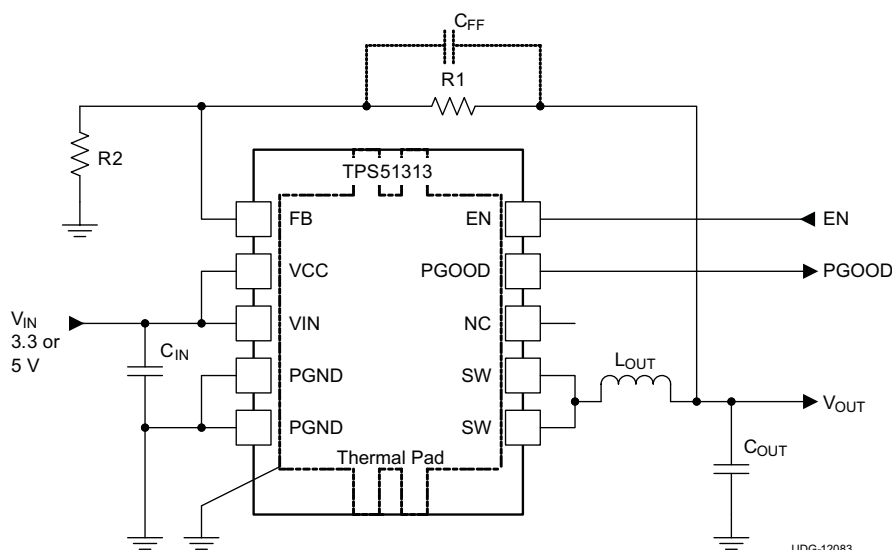 CFF
R1
R2
TPS51313
FB
EN
EN
VCC
PGOOD
PGOOD
VIN
3.3 or
5 V
CIN
VIN
NC
PGND
SW
LOUT
VOUT
PGND
SW
COUT
Thermal Pad
UDG-12083